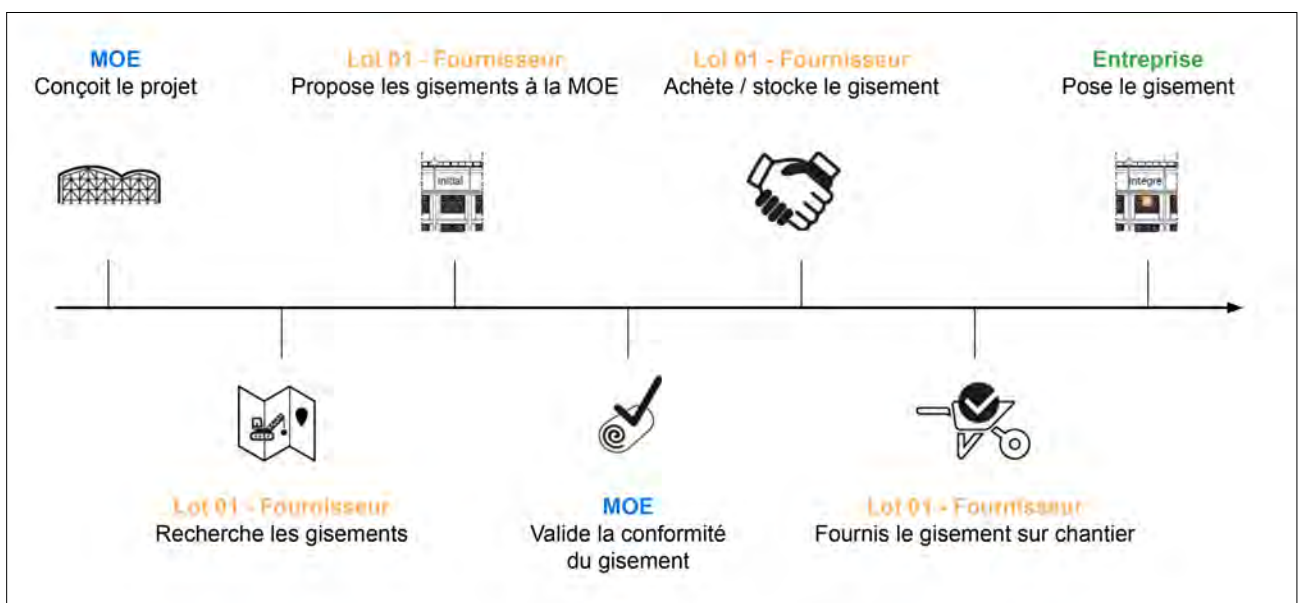 MOE
Conçoit le projet
Lot 01 - Fournisseur
Propose les gisements à la MOE
Lot 01 - Fournisseur
Achète / stocke le gisement
Entreprise
Pose le gisement
initial
intégré
Lot 01 - Fournisseur
Recherche les gisements
MOE
Valide la conformité
du gisement
Lot 01 - Fournisseur
Fournis le gisement sur chantier